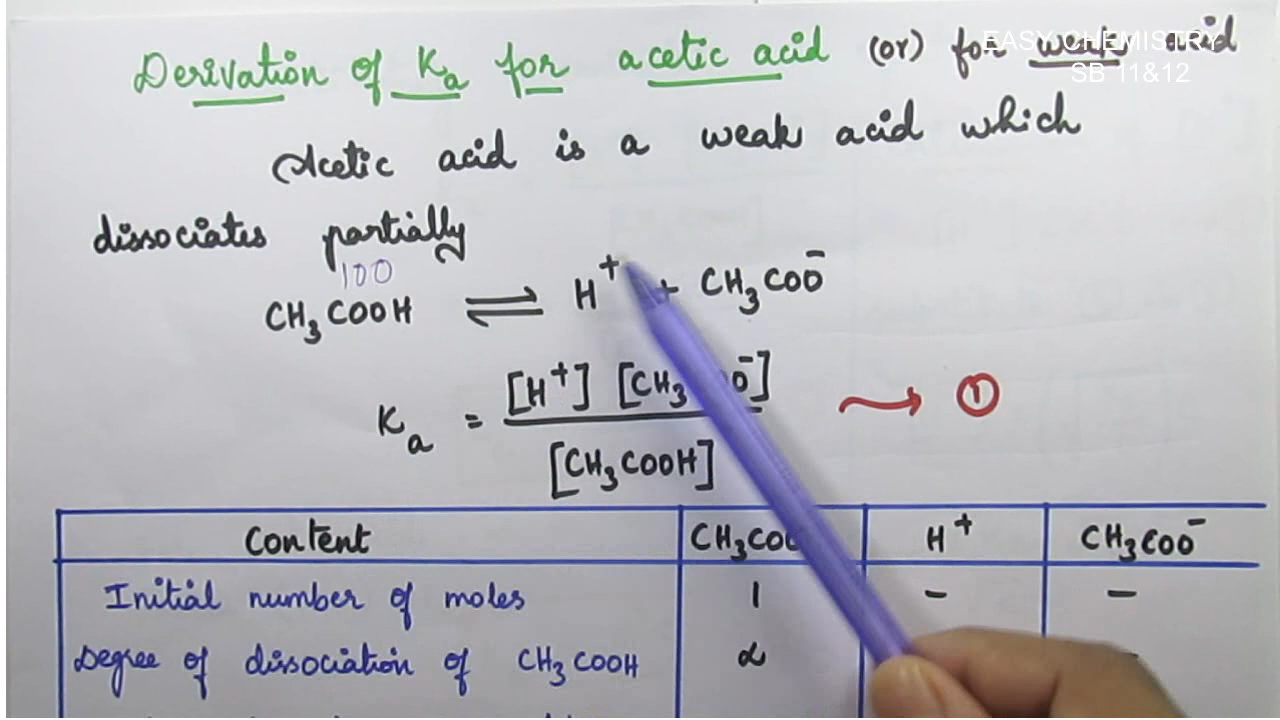 Derivation of Ka for acetic acid (or) for weak acid
EASY CHEMISTRY
SB 11&12
Acetic acid is a weak acid which
dissociates partially
100
CH₃COOH ⇌ H⁺ + CH₃COO⁻
Ka = [H⁺] [CH₃ O⁻] / [CH₃COOH] → ①
Content CH₃COO H⁺ CH₃COO⁻
Initial number of moles 1 - -
Degree of dissociation of CH₃COOH α -